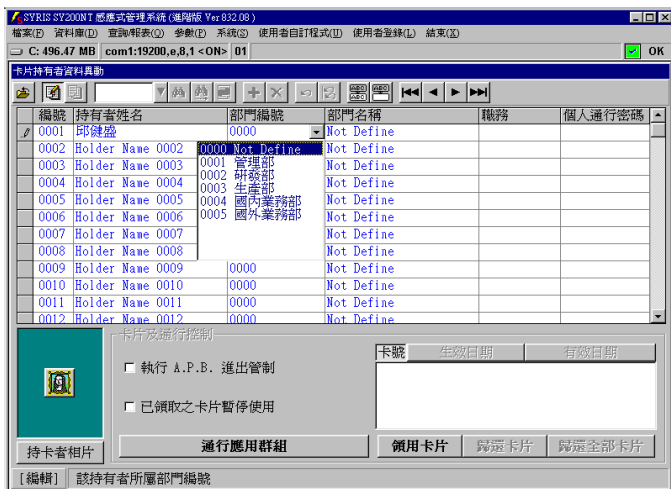 SYRIS SY200NT 感應式管理系統 (進階版 Ver 832.08 )
檔案(F) 資料庫(D) 查詢/報表(Q) 參數(P) 系統(S) 使用者自訂程式(U) 使用者登錄(L) 結束(X)
C: 496.47 MB com1:19200,e,8,1 <ON> 01 OK
卡片持有者資料異動
編號 持有者姓名 部門編號 部門名稱 職務 個人通行密碼
0001 邱健盛 0000 Not Define
0002 Holder Name 0002 0000 Not Define Not Define
0003 Holder Name 0003 0001 管理部 Not Define
0004 Holder Name 0004 0002 研發部 Not Define
0003 生產部
0005 Holder Name 0005 0004 國內業務部 Not Define
0006 Holder Name 0006 0005 國外業務部 Not Define
0007 Holder Name 0007 Not Define
0008 Holder Name 0008 Not Define
0009 Holder Name 0009 0000 Not Define
0010 Holder Name 0010 0000 Not Define
0011 Holder Name 0011 0000 Not Define
0012 Holder Name 0012 0000 Not Define
卡片及通行控制
卡號 生效日期 有效日期
執行 A.P.B. 進出管制
已領取之卡片暫停使用
持卡者相片 通行應用群組 領用卡片 歸還卡片 歸還全部卡片
[編輯] 該持有者所屬部門編號